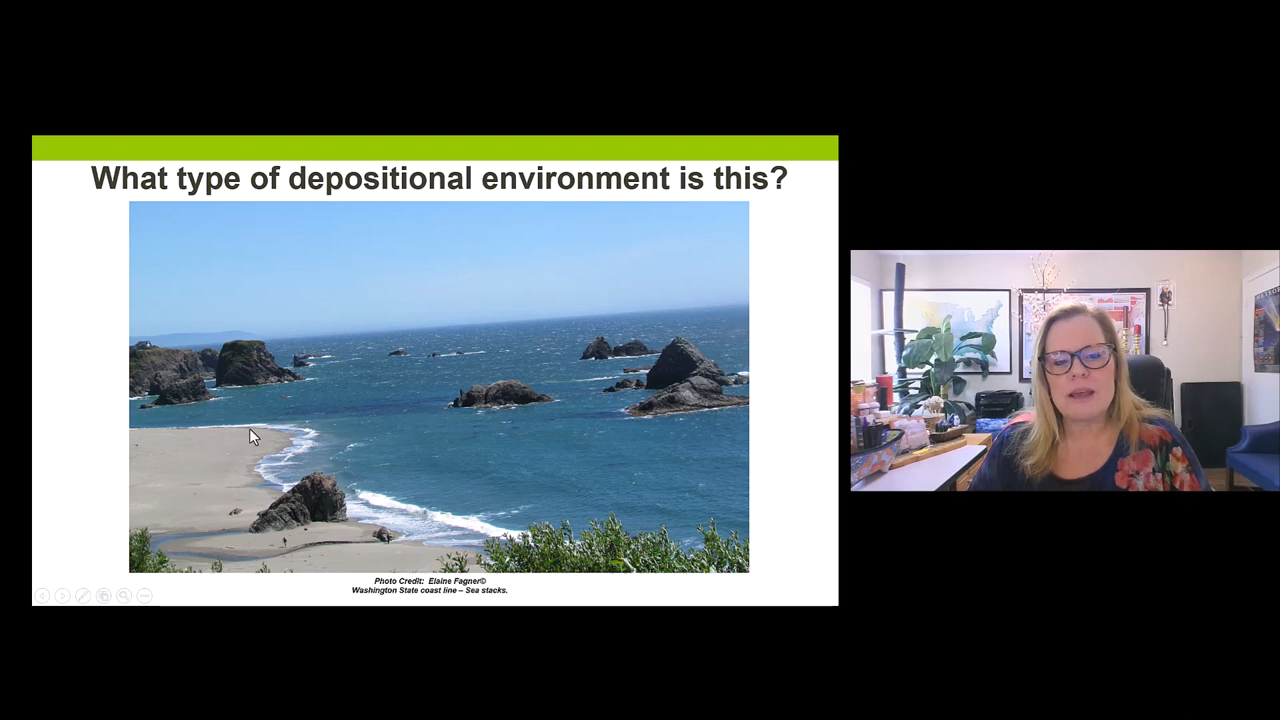 What type of depositional environment is this?
Photo Credit: Elaine Fagner©
Washington State coast line – Sea stacks.